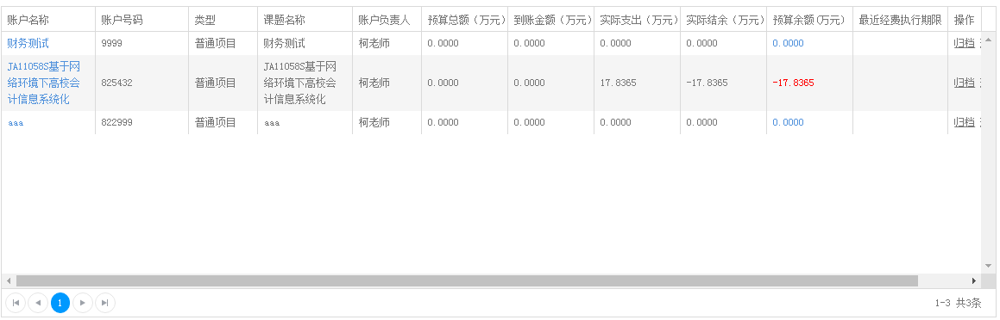 账户名称 账户号码 类型 课题名称 账户负责人 预算总额（万元） 到账金额（万元） 实际支出（万元） 实际结余（万元） 预算余额(万元) 最近经费执行期限 操作
财务测试 9999 普通项目 财务测试 柯老师 0.0000 0.0000 0.0000 0.0000 0.0000 归档
JA11058S基于网 JA11058S基于网
络环境下高校会 825432 普通项目 络环境下高校会 柯老师 0.0000 0.0000 17.8365 -17.8365 -17.8365 归档
计信息系统化 计信息系统化
aaa 822999 普通项目 aaa 柯老师 0.0000 0.0000 0.0000 0.0000 0.0000 归档
1 1-3 共3条